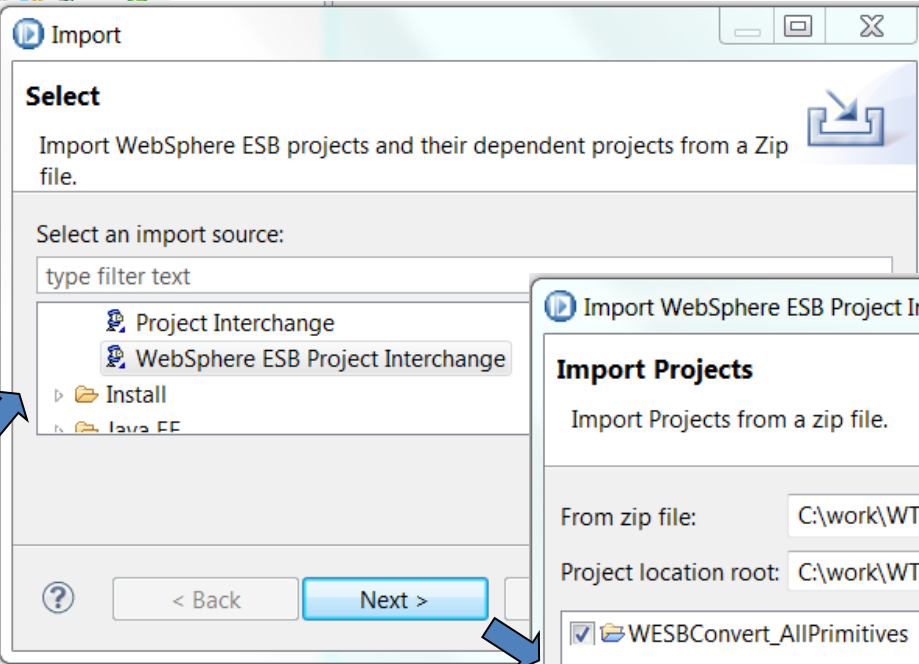 Import
Select
Import WebSphere ESB projects and their dependent projects from a Zip
file.
Select an import source:
type filter text
Project Interchange
WebSphere ESB Project Interchange
Install
Java EE
< Back
Next >
Import WebSphere ESB Project
Import Projects
Import Projects from a zip file.
From zip file:
C:\work\WT
Project location root:
C:\work\WT
WESBConvert_AllPrimitives